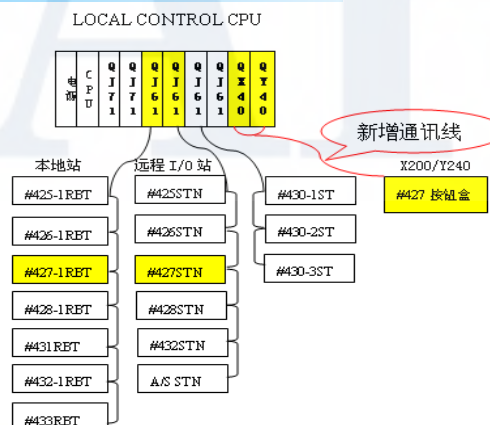 LOCAL CONTROL CPU
电源 CPU QJ71 QJ71 QJ61 QJ61 QJ61 QJ61 QX40 QY40
新增通讯线
本地站 远程 I/O 站 X200/Y240
#425-1RBT #425STN #430-1ST #427 按钮盒
#426-1RBT #426STN #430-2ST
#427-1RBT #427STN #430-3ST
#428-1RBT #428STN
#431RBT #432STN
#432-1RBT A/S STN
#433RBT